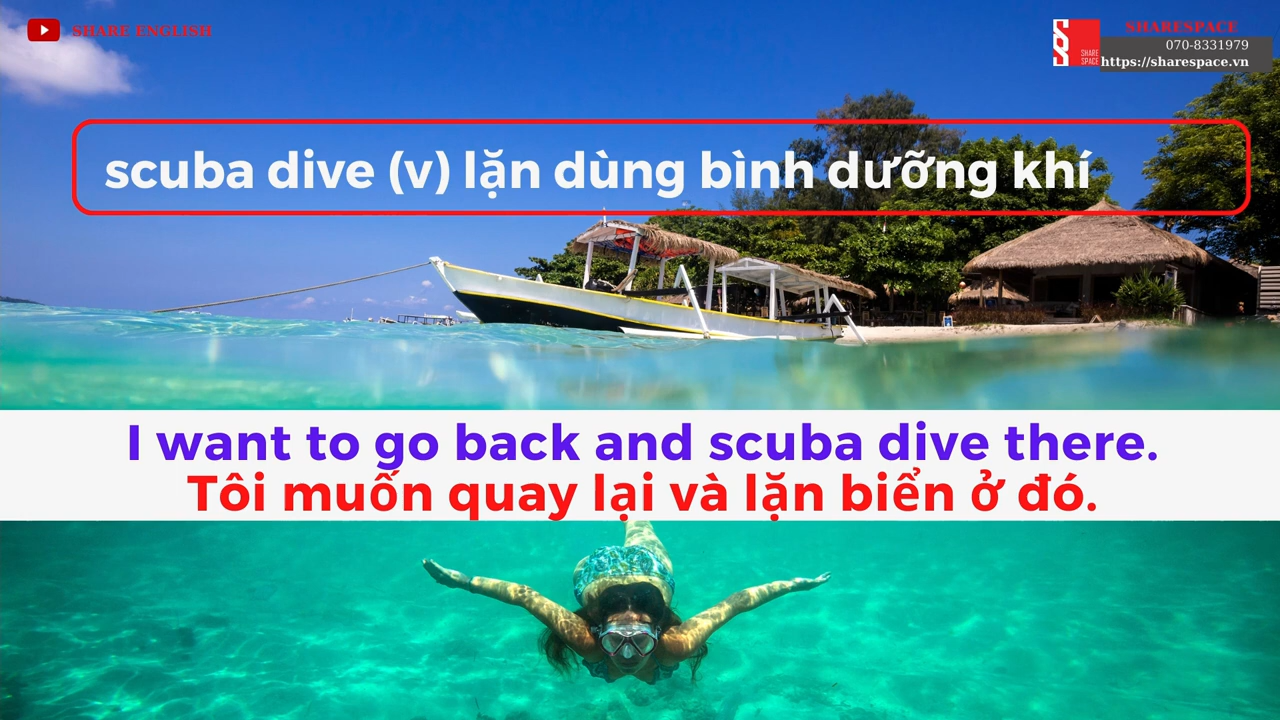 SHARE ENGLISH
SHARESPACE
SHARE
SPACE
070-8331979
https://sharespace.vn
scuba dive (v) lặn dùng bình dưỡng khí
I want to go back and scuba dive there.
Tôi muốn quay lại và lặn biển ở đó.